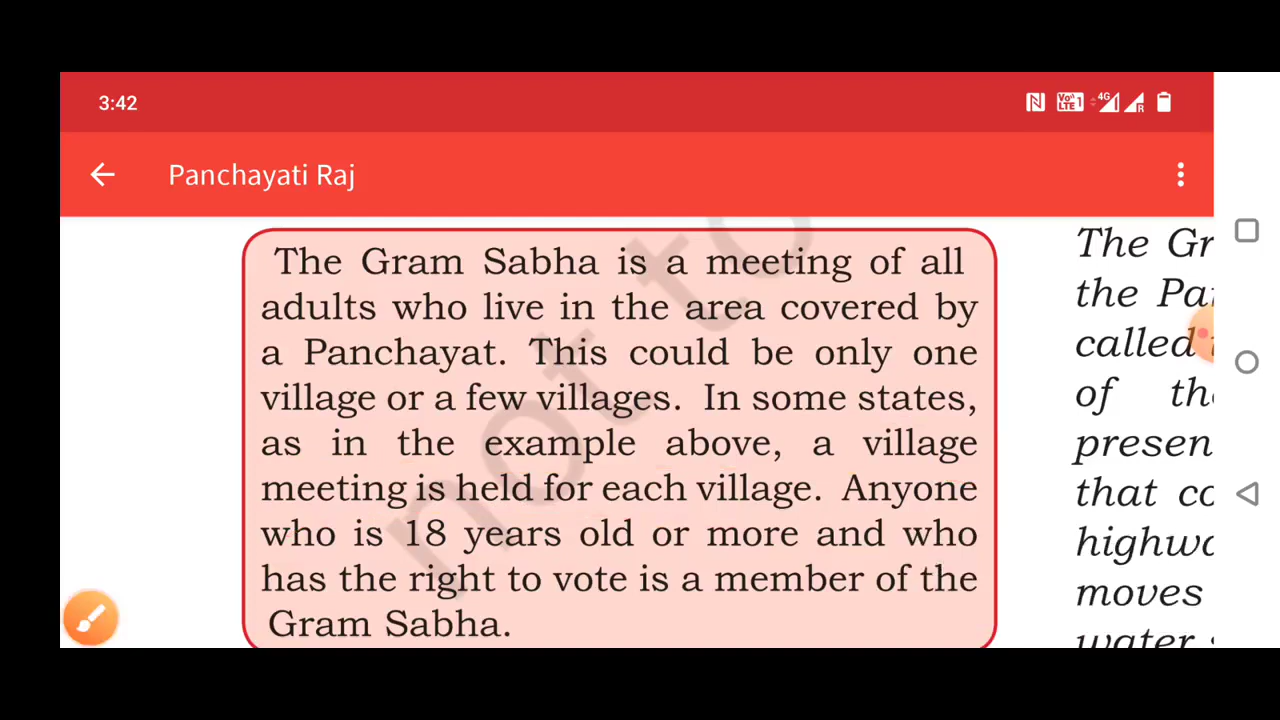 3:42
Panchayati Raj
The Gram Sabha is a meeting of all
adults who live in the area covered by
a Panchayat. This could be only one
village or a few villages. In some states,
as in the example above, a village
meeting is held for each village. Anyone
who is 18 years old or more and who
has the right to vote is a member of the
Gram Sabha.
The Gr
the Pa
called
of th
presen
that co
highwa
moves
water
not to